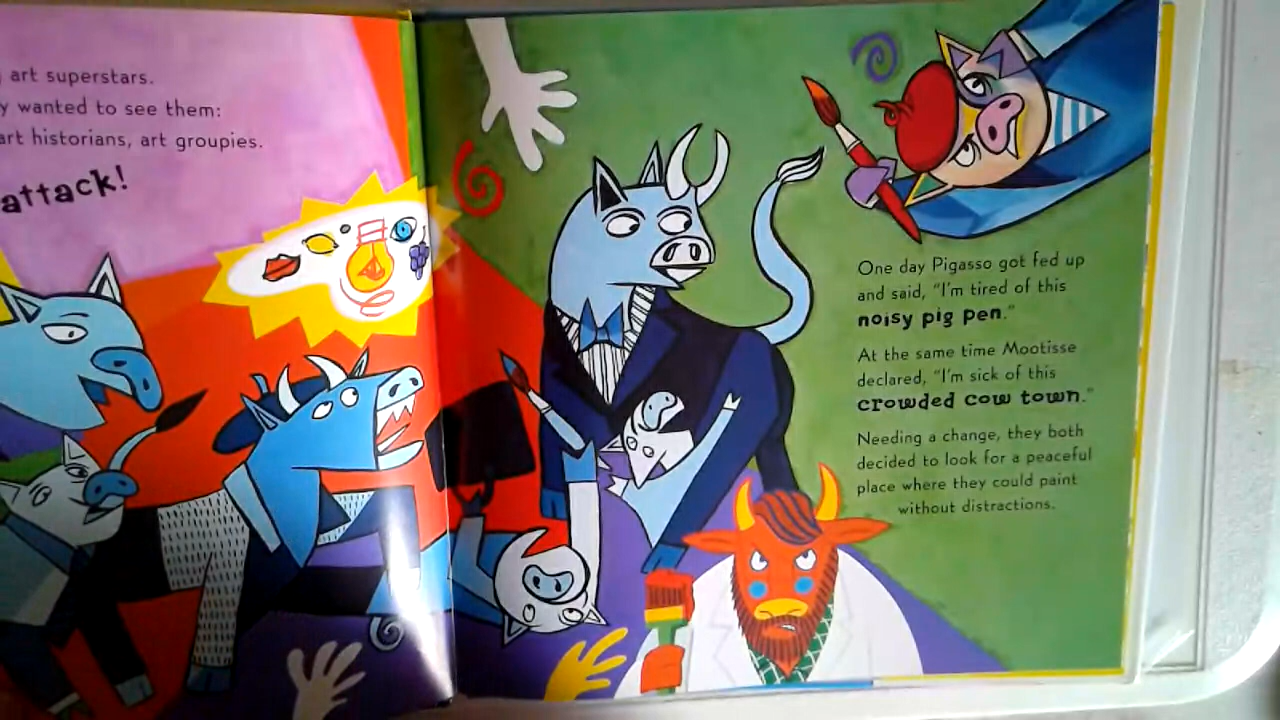 art superstars.
wanted to see them:
art historians, art groupies.
attack!
One day Pigasso got fed up
and said, “I’m tired of this
noisy pig pen.”
At the same time Mootisse
declared, “I’m sick of this
crowded cow town.”
Needing a change, they both
decided to look for a peaceful
place where they could paint
without distractions.